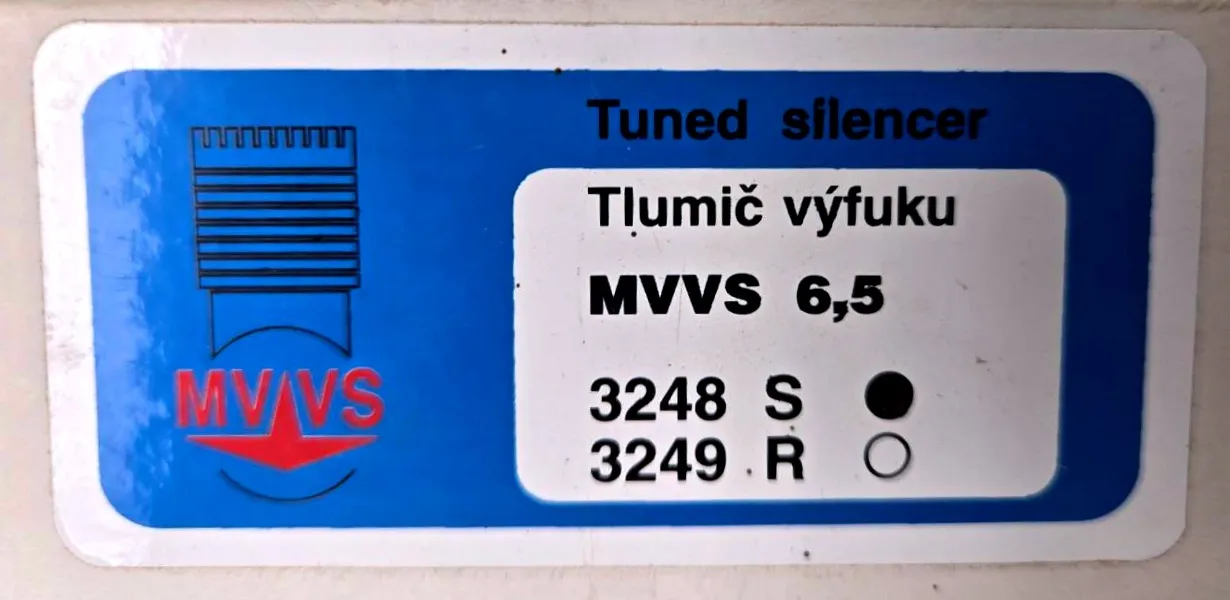 Tuned silencer
Tlumič výfuku
MVVS 6,5
3248 S
3249 R
MVVS